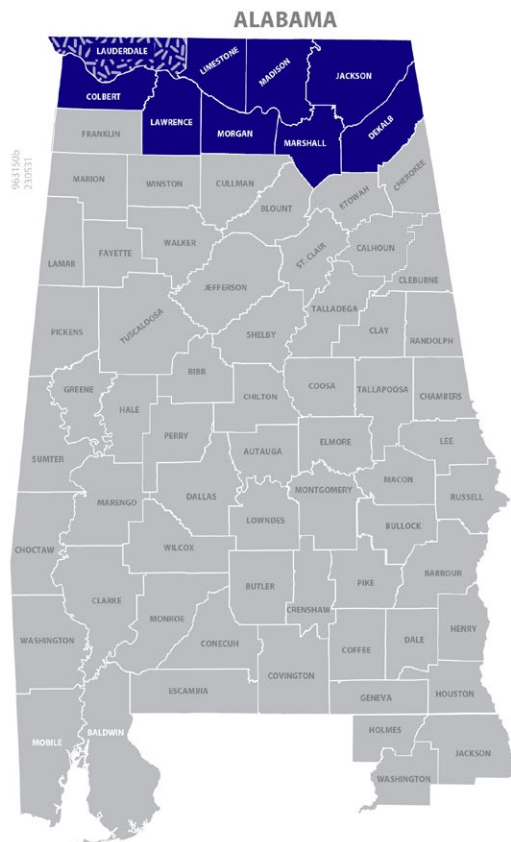 ALABAMA
LAUDERDALE
LIMESTONE
MADISON
JACKSON
COLBERT
LAWRENCE
MORGAN
MARSHALL
DEKALB
FRANKLIN
963150b
230531
MARION
WINSTON
CULLMAN
BLOUNT
ETOWAH
CHEROKEE
LAMAR
FAYETTE
WALKER
JEFFERSON
ST. CLAIR
CALHOUN
CLEBURNE
PICKENS
TUSCALOOSA
SHELBY
TALLADEGA
CLAY
RANDOLPH
GREENE
HALE
BIBB
CHILTON
COOSA
TALLAPOOSA
CHAMBERS
SUMTER
PERRY
AUTAUGA
ELMORE
LEE
MARENGO
DALLAS
LOWNDES
MONTGOMERY
MACON
RUSSELL
CHOCTAW
WILCOX
BULLOCK
CLARKE
MONROE
BUTLER
CRENSHAW
PIKE
BARBOUR
WASHINGTON
CONECUH
COVINGTON
COFFEE
DALE
HENRY
ESCAMBIA
GENEVA
HOUSTON
MOBILE
BALDWIN
HOLMES
JACKSON
WASHINGTON